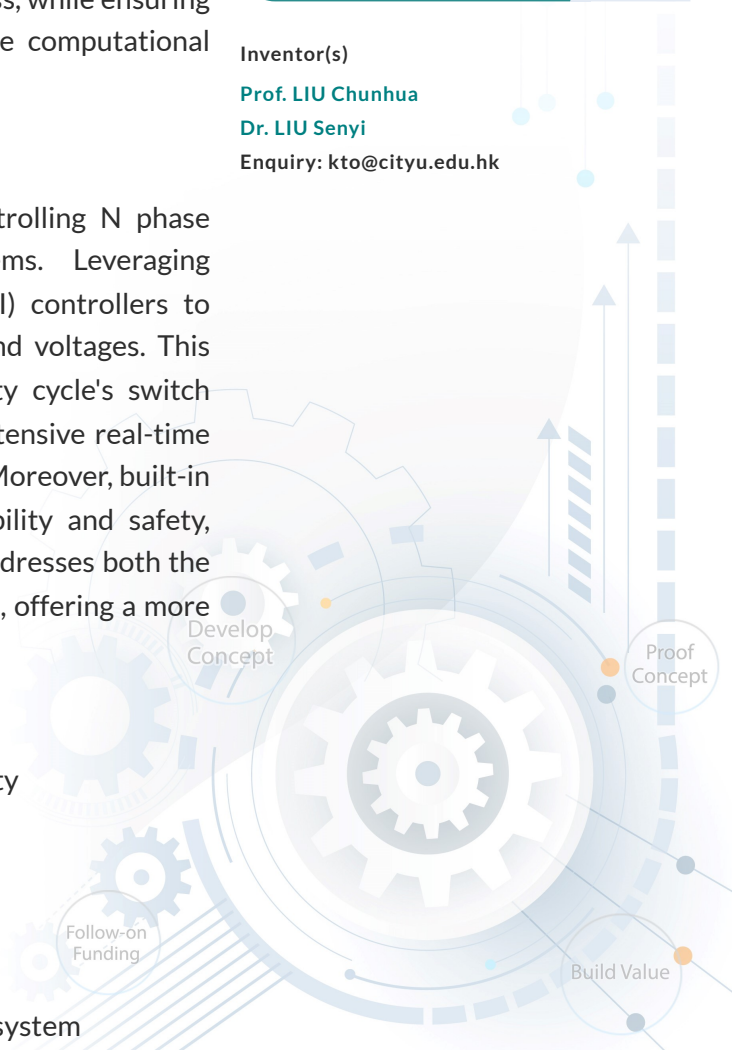 s, while ensuring
e computational
Inventor(s)
Prof. LIU Chunhua
Dr. LIU Senyi
Enquiry: kto@cityu.edu.hk
trolling N phase
ms. Leveraging
I) controllers to
nd voltages. This
ty cycle's switch
tensive real-time
Moreover, built-in
bility and safety,
dresses both the
, offering a more
Develop
Concept
Proof
Concept
ty
Follow-on
Funding
Build Value
system